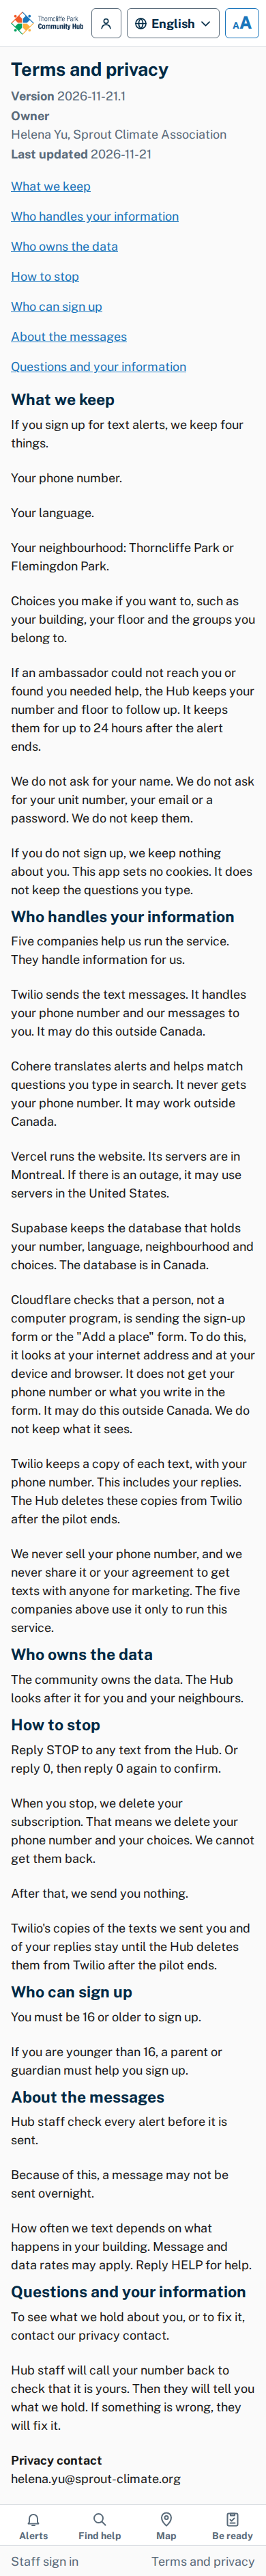 Thorncliffe Park
Community Hub
English
AA
Terms and privacy
Version 2026-11-21.1
Owner
Helena Yu, Sprout Climate Association
Last updated 2026-11-21
What we keep
Who handles your information
Who owns the data
How to stop
Who can sign up
About the messages
Questions and your information
What we keep
If you sign up for text alerts, we keep four
things.
Your phone number.
Your language.
Your neighbourhood: Thorncliffe Park or
Flemingdon Park.
Choices you make if you want to, such as
your building, your floor and the groups you
belong to.
If an ambassador could not reach you or
found you needed help, the Hub keeps your
number and floor to follow up. It keeps
them for up to 24 hours after the alert
ends.
We do not ask for your name. We do not ask
for your unit number, your email or a
password. We do not keep them.
If you do not sign up, we keep nothing
about you. This app sets no cookies. It does
not keep the questions you type.
Who handles your information
Five companies help us run the service.
They handle information for us.
Twilio sends the text messages. It handles
your phone number and our messages to
you. It may do this outside Canada.
Cohere translates alerts and helps match
questions you type in search. It never gets
your phone number. It may work outside
Canada.
Vercel runs the website. Its servers are in
Montreal. If there is an outage, it may use
servers in the United States.
Supabase keeps the database that holds
your number, language, neighbourhood and
choices. The database is in Canada.
Cloudflare checks that a person, not a
computer program, is sending the sign-up
form or the "Add a place" form. To do this,
it looks at your internet address and at your
device and browser. It does not get your
phone number or what you write in the
form. It may do this outside Canada. We do
not keep what it sees.
Twilio keeps a copy of each text, with your
phone number. This includes your replies.
The Hub deletes these copies from Twilio
after the pilot ends.
We never sell your phone number, and we
never share it or your agreement to get
texts with anyone for marketing. The five
companies above use it only to run this
service.
Who owns the data
The community owns the data. The Hub
looks after it for you and your neighbours.
How to stop
Reply STOP to any text from the Hub. Or
reply 0, then reply 0 again to confirm.
When you stop, we delete your
subscription. That means we delete your
phone number and your choices. We cannot
get them back.
After that, we send you nothing.
Twilio's copies of the texts we sent you and
of your replies stay until the Hub deletes
them from Twilio after the pilot ends.
Who can sign up
You must be 16 or older to sign up.
If you are younger than 16, a parent or
guardian must help you sign up.
About the messages
Hub staff check every alert before it is
sent.
Because of this, a message may not be
sent overnight.
How often we text depends on what
happens in your building. Message and
data rates may apply. Reply HELP for help.
Questions and your information
To see what we hold about you, or to fix it,
contact our privacy contact.
Hub staff will call your number back to
check that it is yours. Then they will tell you
what we hold. If something is wrong, they
will fix it.
Privacy contact
helena.yu@sprout-climate.org
Alerts
Find help
Map
Be ready
Staff sign in
Terms and privacy